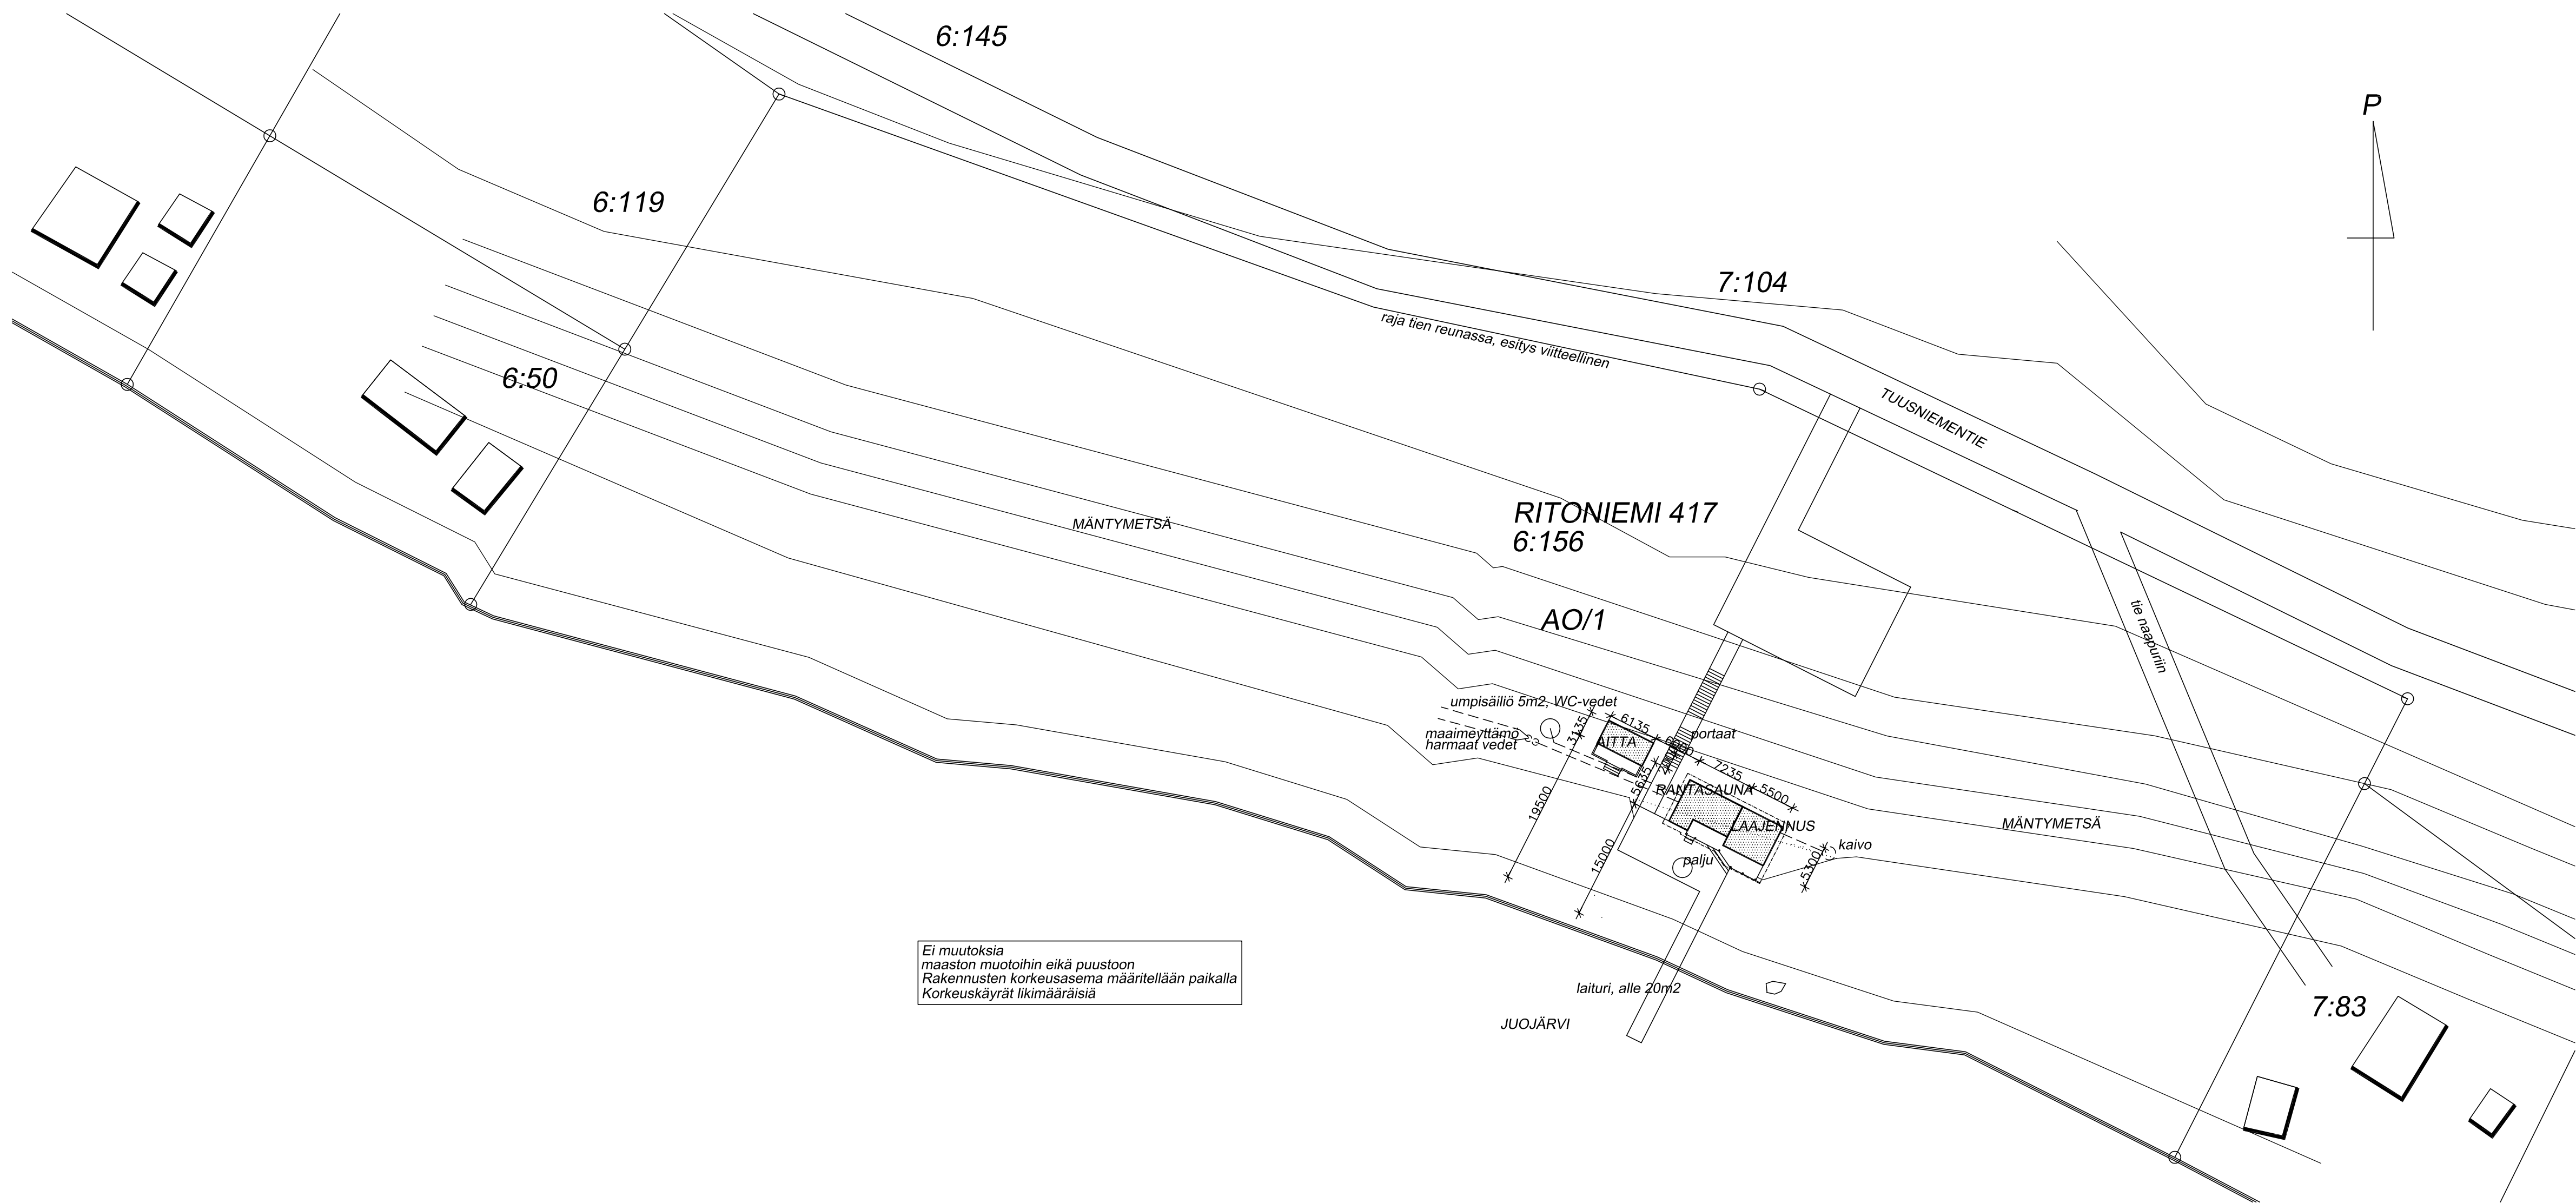 6:145
P
6:119
7:104
raja tien reunassa, esitys viitteellinen
6:50
TUUSNIEMENTIE
RITONIEMI 417
6:156
MÄNTYMETSÄ
AO/1
tie naapuriin
umpisäiliö 5m2, WC-vedet
maaimeyttämö
harmaat vedet
3135
6135
AITTA
portaat
7235
5635
RANTASAUNA
5500
19500
LAAJENNUS
MÄNTYMETSÄ
kaivo
15000
palju
5300
Ei muutoksia
maaston muotoihin eikä puustoon
Rakennusten korkeusasema määritellään paikalla
Korkeuskäyrät likimääräisiä
laituri, alle 20m2
JUOJÄRVI
7:83